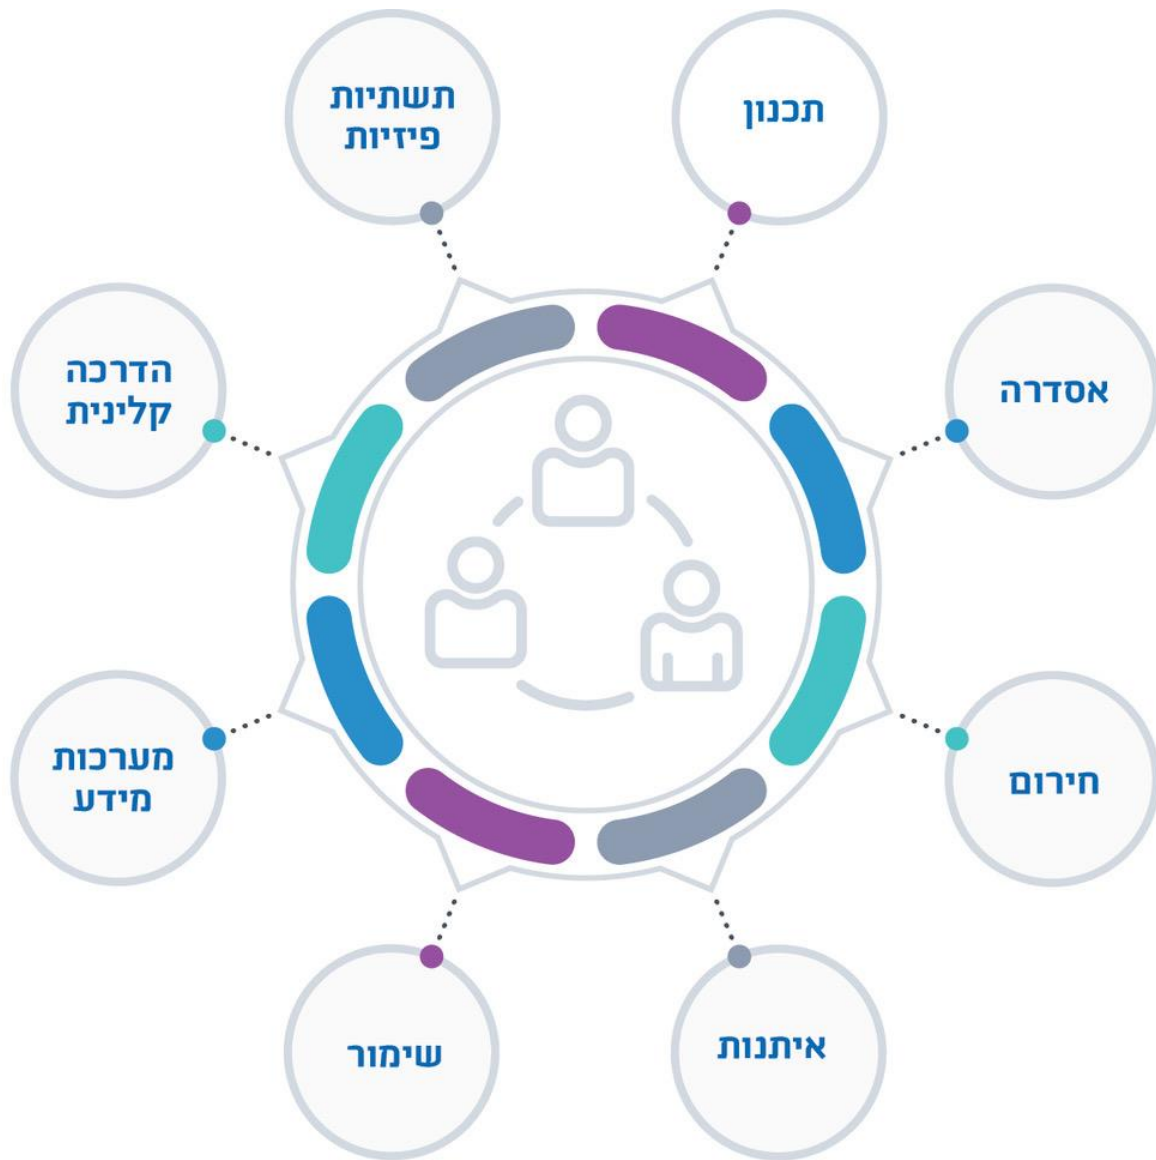 תכנון
אסדרה
חירום
איתנות
שימור
מערכות
מידע
הדרכה
קלינית
תשתיות
פיזיות